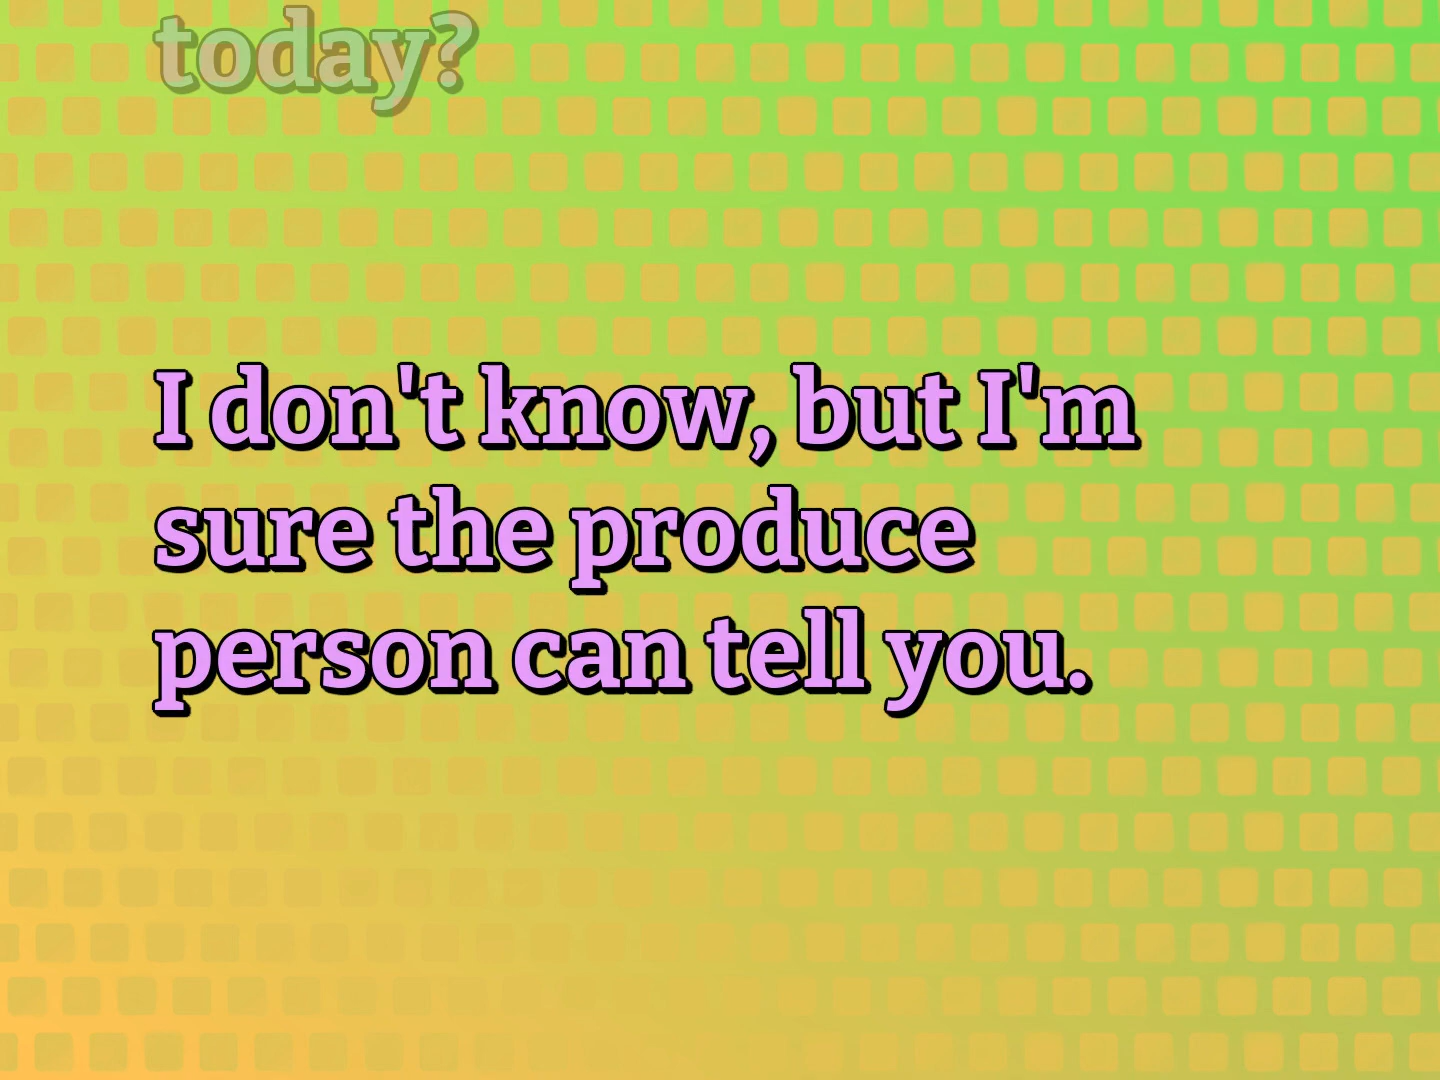 today?
I don't know, but I'm
sure the produce
person can tell you.